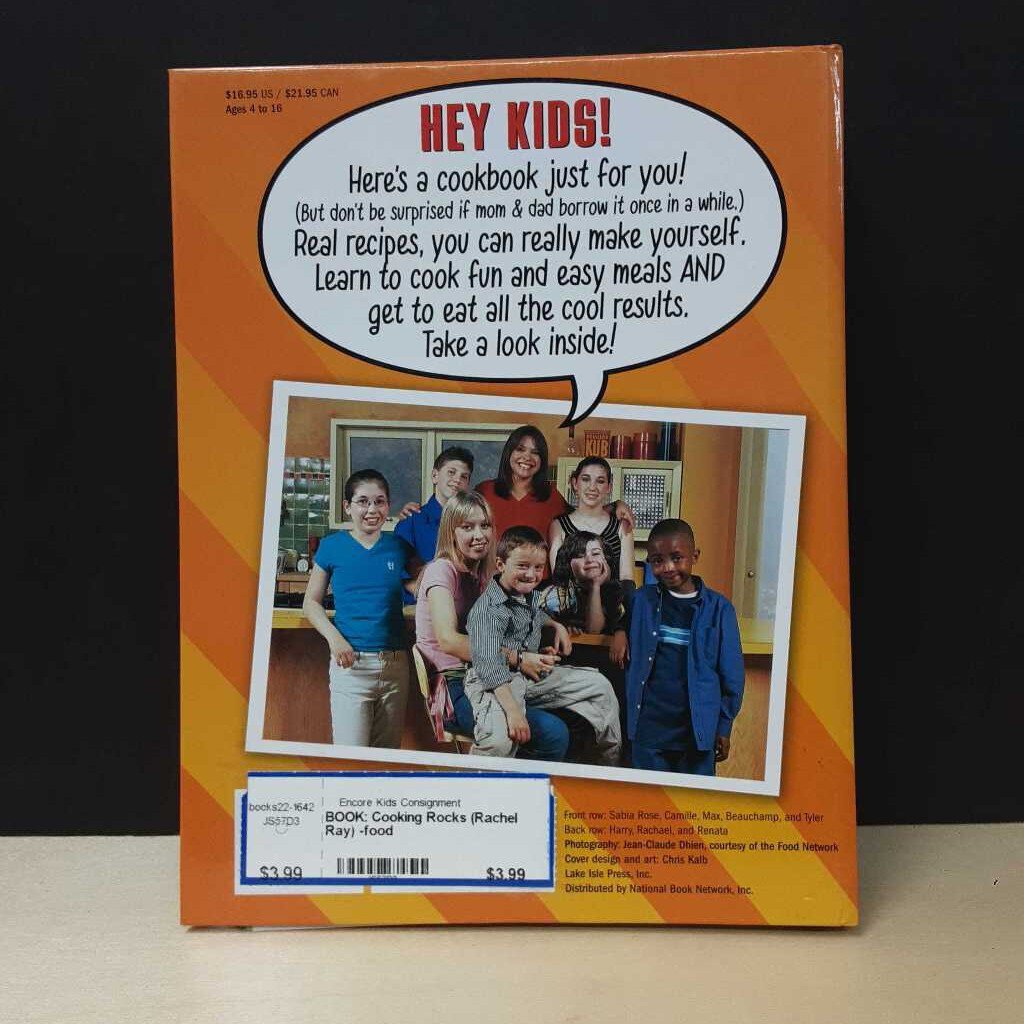 $16.95 US / $21.95 CAN
Ages 4 to 16
HEY KIDS!
Here's a cookbook just for you!
(But don't be surprised if mom & dad borrow it once in a while.)
Real recipes, you can really make yourself.
Learn to cook fun and easy meals AND
get to eat all the cool results.
Take a look inside!
KUB
books22-1642
JS57D3
Encore Kids Consignment
BOOK: Cooking Rocks (Rachel
Ray) -food
$3.99
$3.99
Front row: Sabia Rose, Camille, Max, Beauchamp, and Tyler
Back row: Harry, Rachael, and Renata
Photography: Jean-Claude Dhien, courtesy of the Food Network
Cover design and art: Chris Kalb
Lake Isle Press, Inc.
Distributed by National Book Network, Inc.